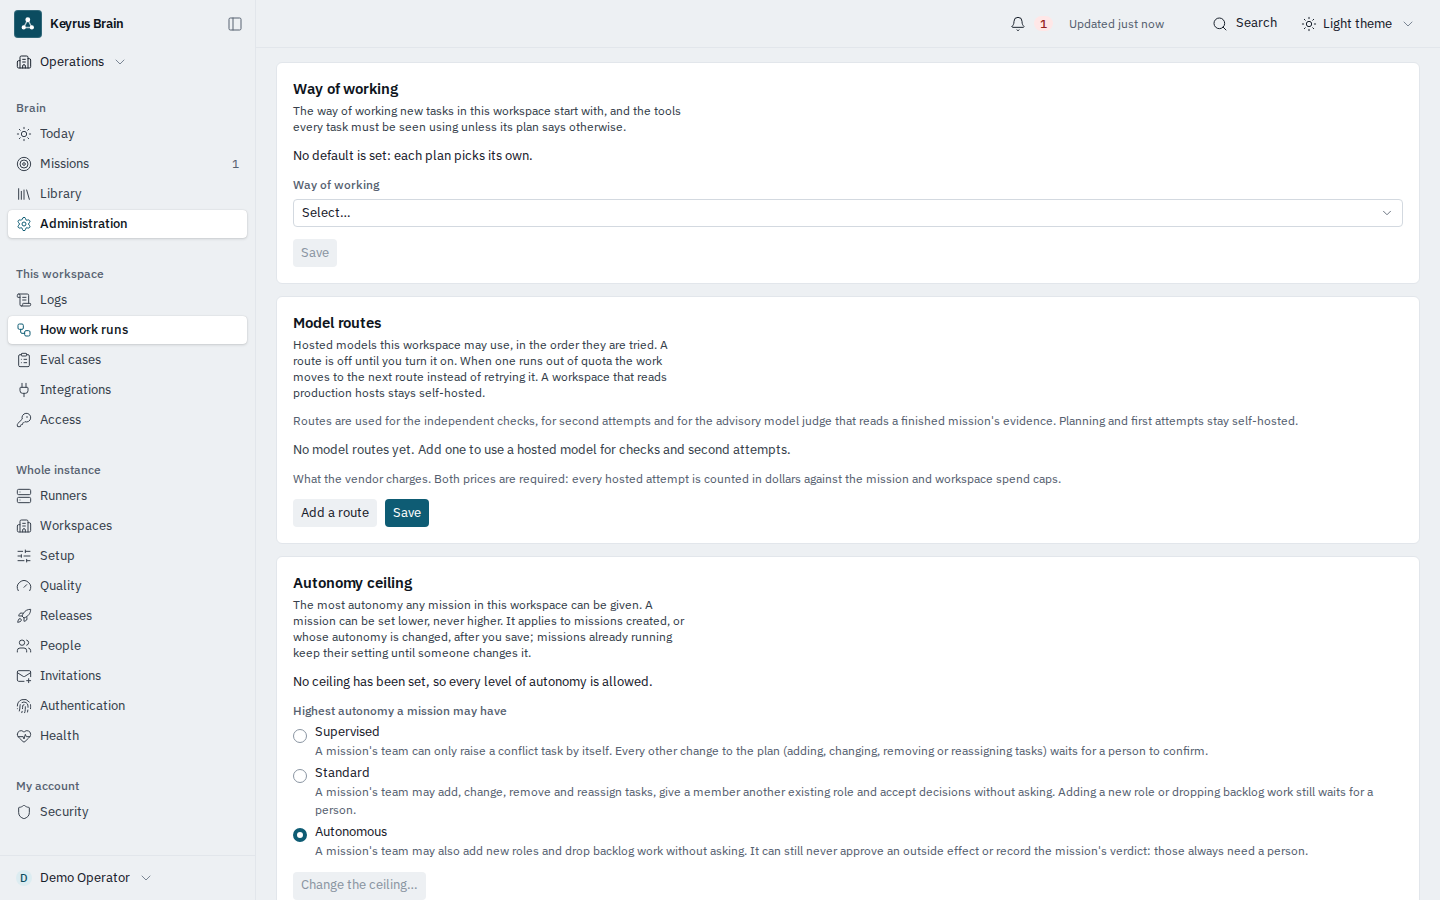 Keyrus Brain
Operations
Brain
Today
Missions 1
Library
Administration
This workspace
Logs
How work runs
Eval cases
Integrations
Access
Whole instance
Runners
Workspaces
Setup
Quality
Releases
People
Invitations
Authentication
Health
My account
Security
D Demo Operator
1 Updated just now Search Light theme
Way of working
The way of working new tasks in this workspace start with, and the tools
every task must be seen using unless its plan says otherwise.
No default is set: each plan picks its own.
Way of working
Select...
Save
Model routes
Hosted models this workspace may use, in the order they are tried. A
route is off until you turn it on. When one runs out of quota the work
moves to the next route instead of retrying it. A workspace that reads
production hosts stays self-hosted.
Routes are used for the independent checks, for second attempts and for the advisory model judge that reads a finished mission's evidence. Planning and first attempts stay self-hosted.
No model routes yet. Add one to use a hosted model for checks and second attempts.
What the vendor charges. Both prices are required: every hosted attempt is counted in dollars against the mission and workspace spend caps.
Add a route Save
Autonomy ceiling
The most autonomy any mission in this workspace can be given. A
mission can be set lower, never higher. It applies to missions created, or
whose autonomy is changed, after you save; missions already running
keep their setting until someone changes it.
No ceiling has been set, so every level of autonomy is allowed.
Highest autonomy a mission may have
Supervised
A mission's team can only raise a conflict task by itself. Every other change to the plan (adding, changing, removing or reassigning tasks) waits for a person to confirm.
Standard
A mission's team may add, change, remove and reassign tasks, give a member another existing role and accept decisions without asking. Adding a new role or dropping backlog work still waits for a
person.
Autonomous
A mission's team may also add new roles and drop backlog work without asking. It can still never approve an outside effect or record the mission's verdict: those always need a person.
Change the ceiling...